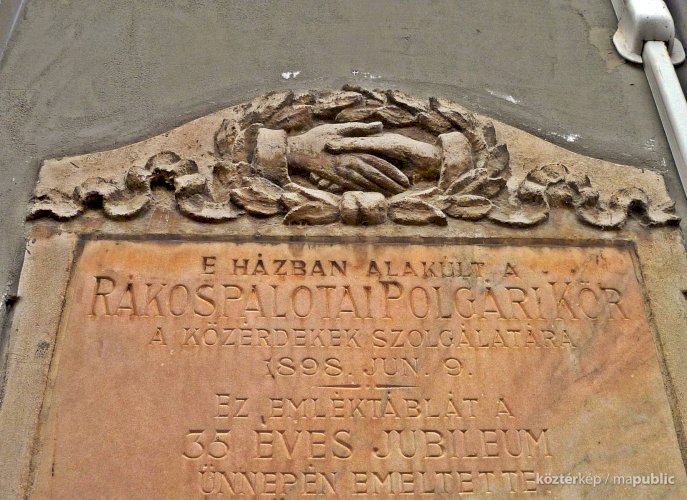 E HÁZBAN ALAKULT A
RÁKOSPALOTAI POLGÁRI KÖR
A KÖZÉRDEKEK SZOLGÁLATÁRA
1898. JUN. 9.
EZ EMLÉKTÁBLÁT A
35 ÉVES JUBILEUM
ÜNNEPÉN EMELTETTE.
köztérkép / mapublic